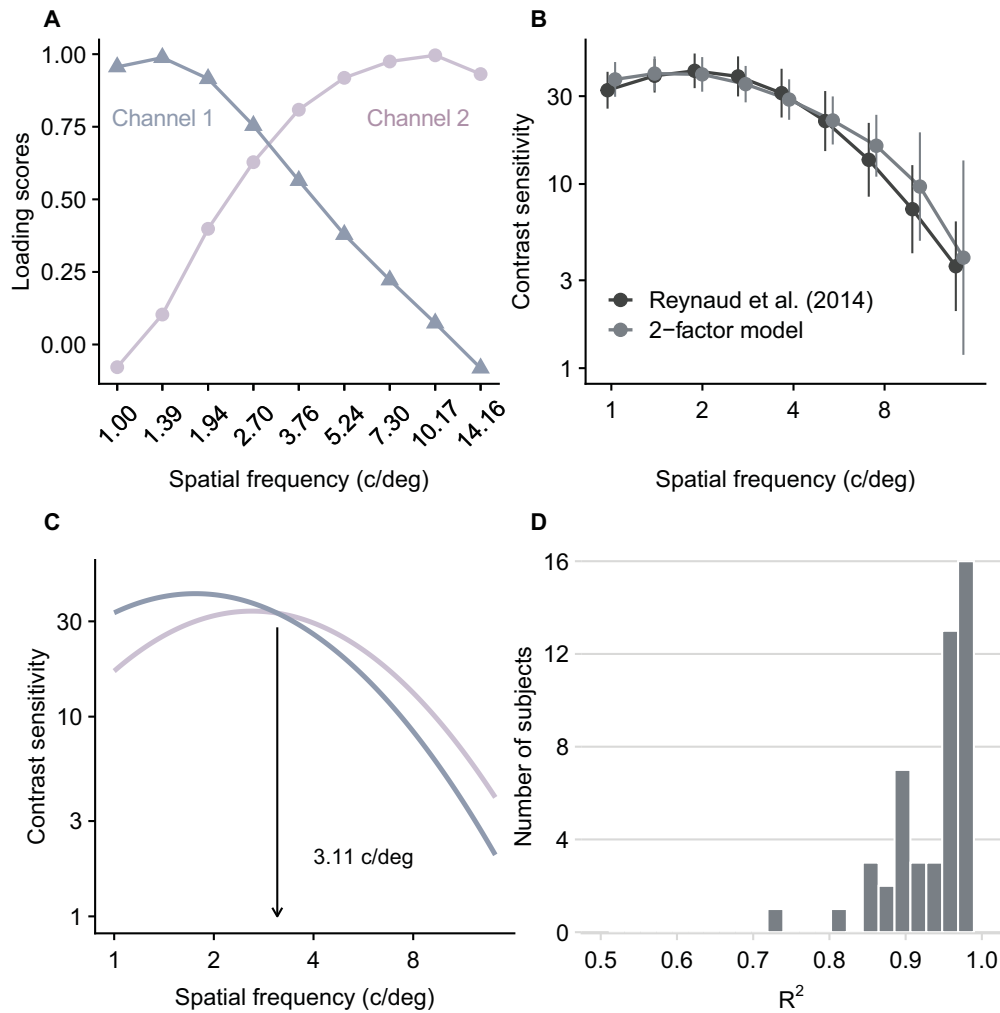 A
1.00
0.75
0.50
0.25
0.00
Loading scores
Channel 1
Channel 2
1.00
1.39
1.94
2.70
3.76
5.24
7.30
10.17
14.16
Spatial frequency (c/deg)
B
30
10
3
1
Contrast sensitivity
Reynaud et al. (2014)
2−factor model
1
2
4
8
Spatial frequency (c/deg)
C
30
10
3
1
Contrast sensitivity
3.11 c/deg
1
2
4
8
Spatial frequency (c/deg)
D
16
12
8
4
0
Number of subjects
0.5
0.6
0.7
0.8
0.9
1.0
R²